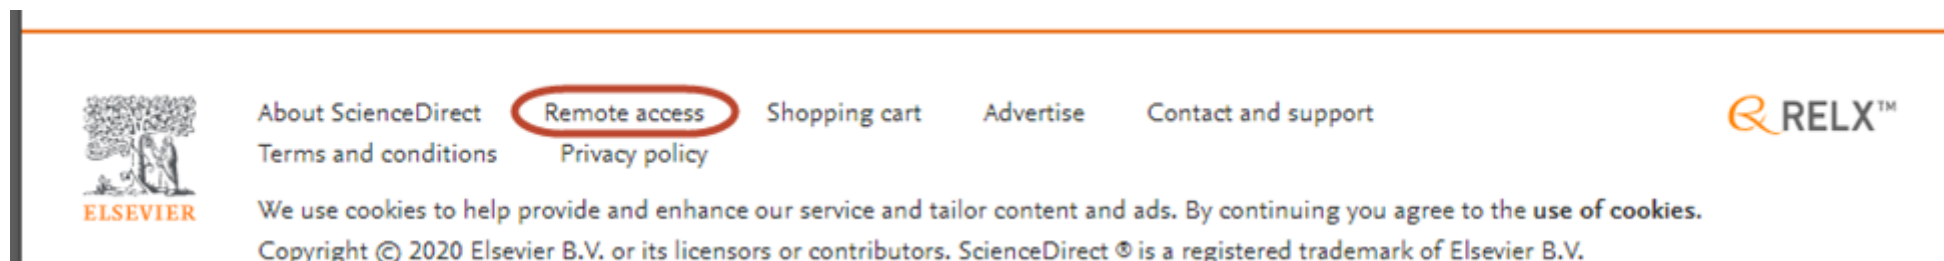 About ScienceDirect Remote access Shopping cart Advertise Contact and support
RELX™
Terms and conditions Privacy policy
ELSEVIER
We use cookies to help provide and enhance our service and tailor content and ads. By continuing you agree to the use of cookies.
Copyright © 2020 Elsevier B.V. or its licensors or contributors. ScienceDirect ® is a registered trademark of Elsevier B.V.